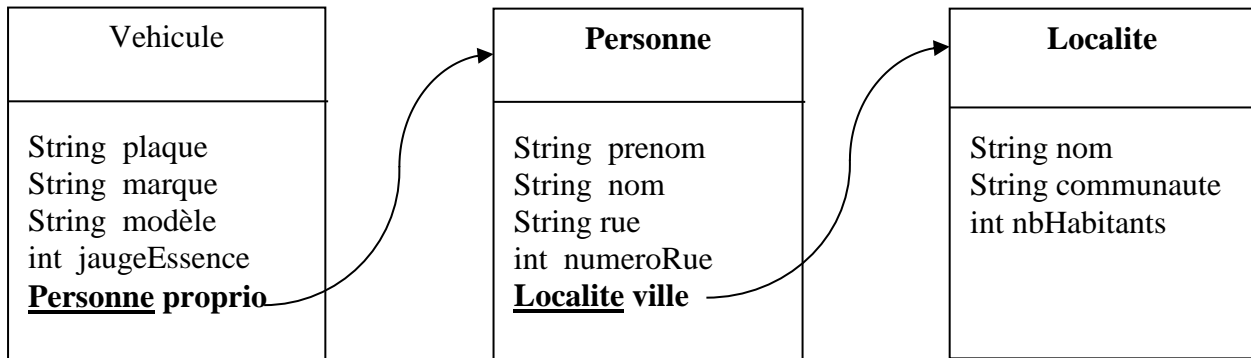 Vehicule
String plaque
String marque
String modèle
int jaugeEssence
Personne proprio
Personne
String prenom
String nom
String rue
int numeroRue
Localite ville
Localite
String nom
String communaute
int nbHabitants